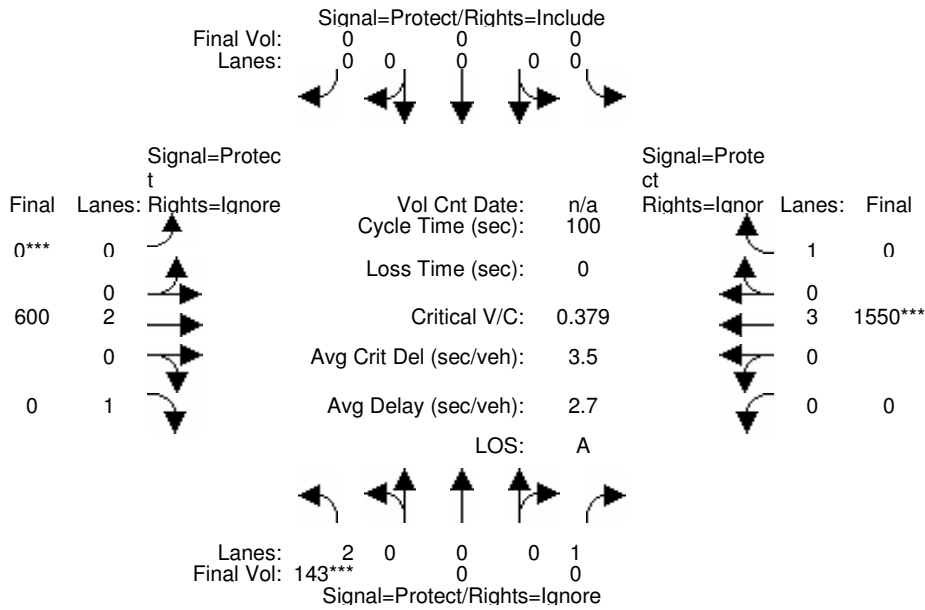 Signal=Protect/Rights=Include
Final Vol: 0 0 0
Lanes: 0 0 0 0 0
Signal=Protec
t
Signal=Prote
ct
Final Lanes: Rights=Ignore Vol Cnt Date: n/a Rights=Ignor Lanes: Final
Cycle Time (sec): 100
0*** 0 1 0
Loss Time (sec): 0
0 0
600 2 Critical V/C: 0.379 3 1550***
0 Avg Crit Del (sec/veh): 3.5 0
0 1 Avg Delay (sec/veh): 2.7 0 0
LOS: A
Lanes: 2 0 0 0 1
Final Vol: 143*** 0 0
Signal=Protect/Rights=Ignore